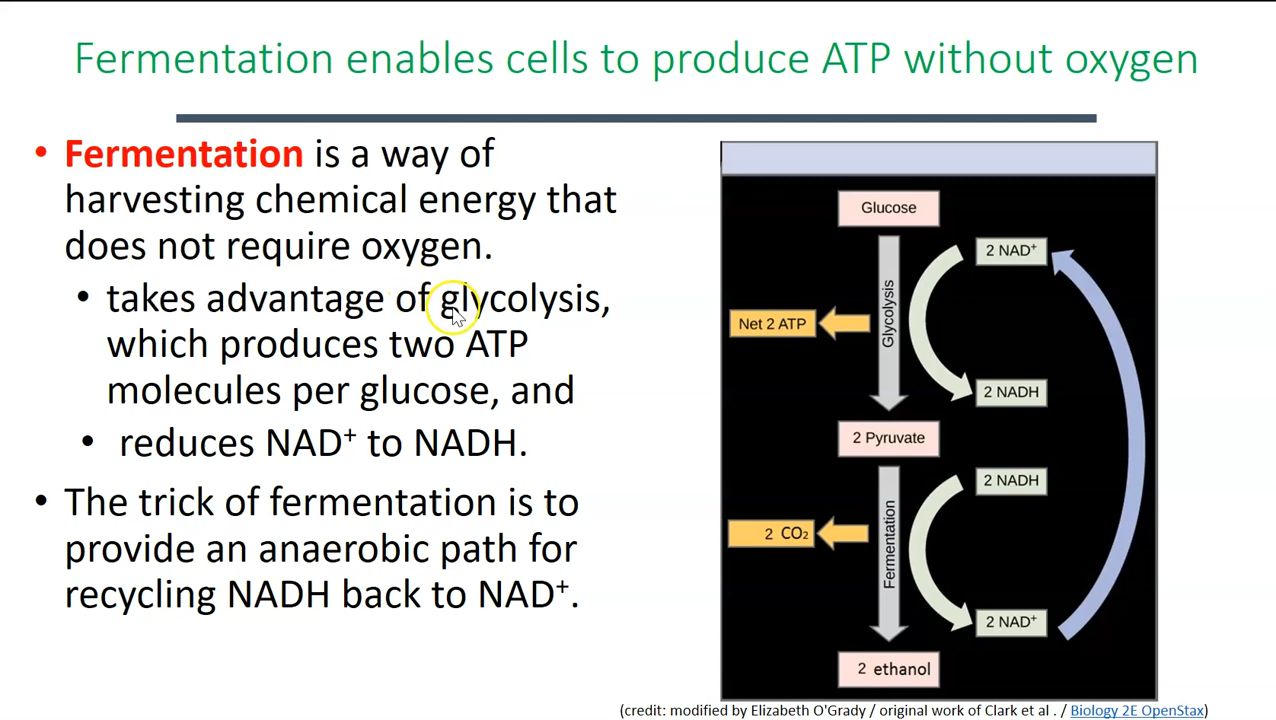 Fermentation enables cells to produce ATP without oxygen
• Fermentation is a way of
harvesting chemical energy that
does not require oxygen.
• takes advantage of glycolysis,
which produces two ATP
molecules per glucose, and
• reduces NAD⁺ to NADH.
• The trick of fermentation is to
provide an anaerobic path for
recycling NADH back to NAD⁺.
Glucose
2 NAD⁺
Glycolysis
Net 2 ATP
2 NADH
2 Pyruvate
2 NADH
Fermentation
2 CO₂
2 NAD⁺
2 ethanol
(credit: modified by Elizabeth O'Grady / original work of Clark et al . / Biology 2E OpenStax)